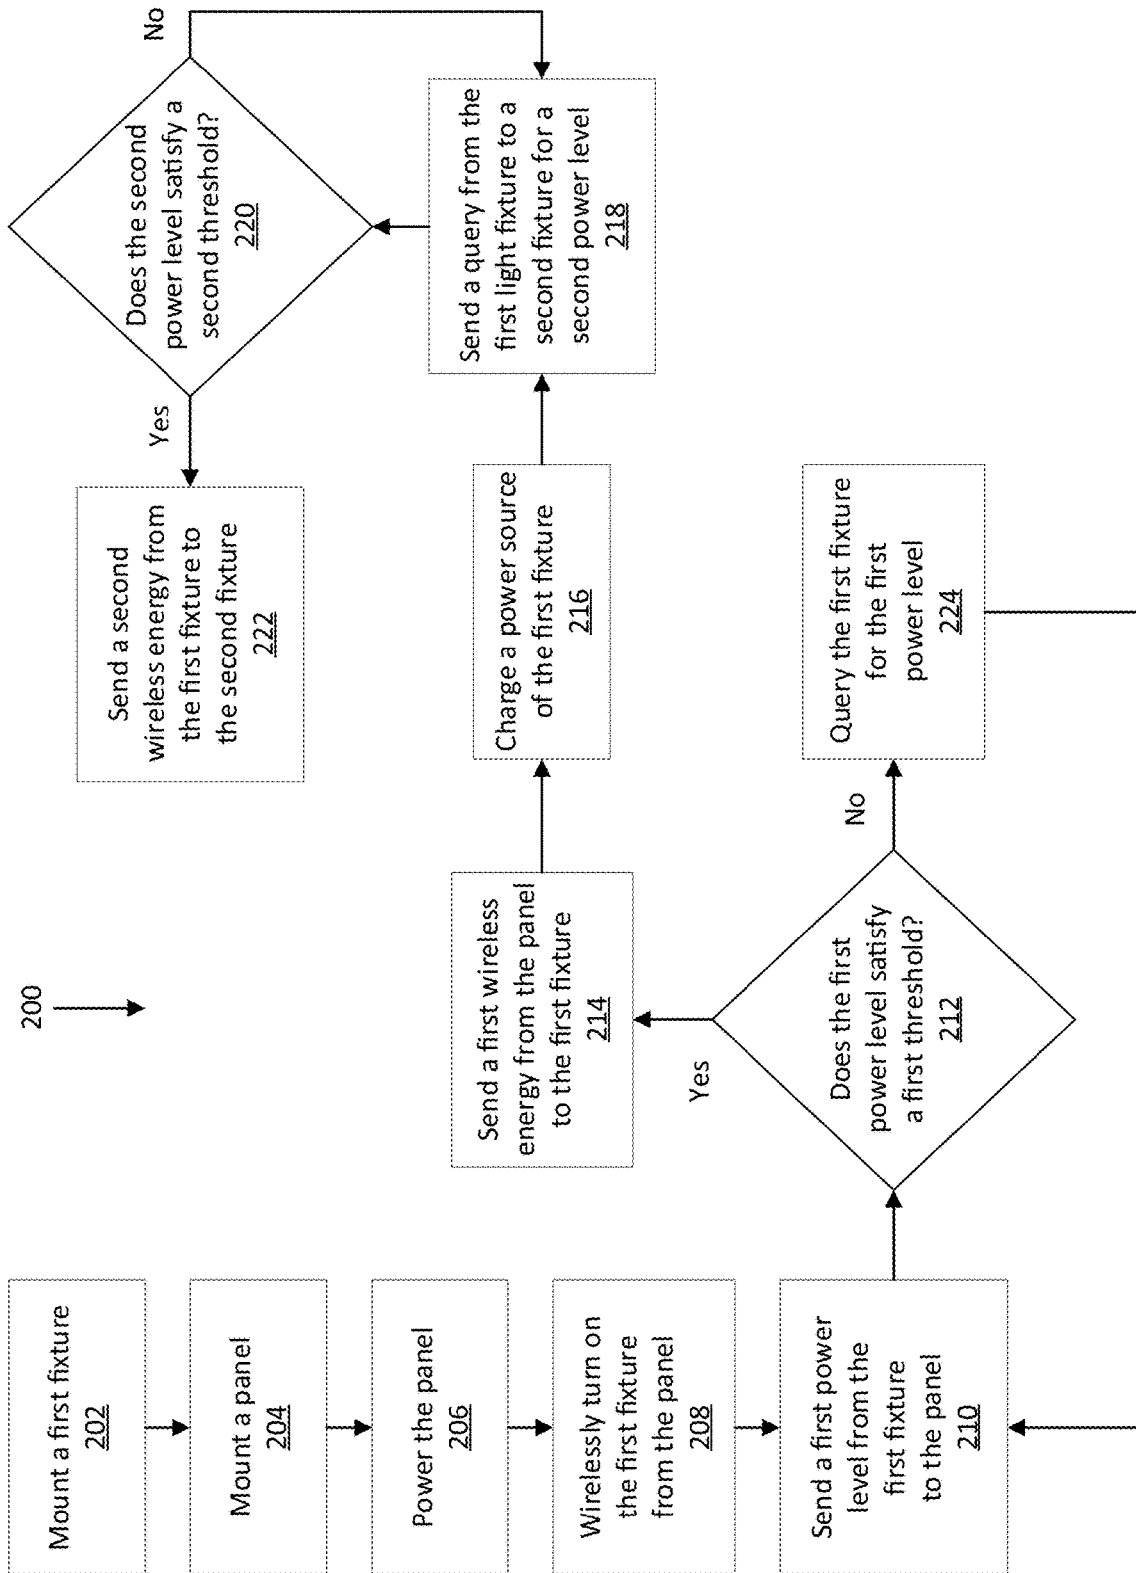 200
Mount a first fixture
202
Mount a panel
204
Power the panel
206
Wirelessly turn on
the first fixture
from the panel
208
Send a first power
level from the
first fixture
to the panel
210
Does the first
power level satisfy
a first threshold?
212
Yes
No
Send a first wireless
energy from the panel
to the first fixture
214
Charge a power source
of the first fixture
216
Send a query from the
first light fixture to a
second fixture for a
second power level
218
Does the second
power level satisfy a
second threshold?
220
Yes
No
Send a second
wireless energy from
the first fixture to
the second fixture
222
Query the first fixture
for the first
power level
224